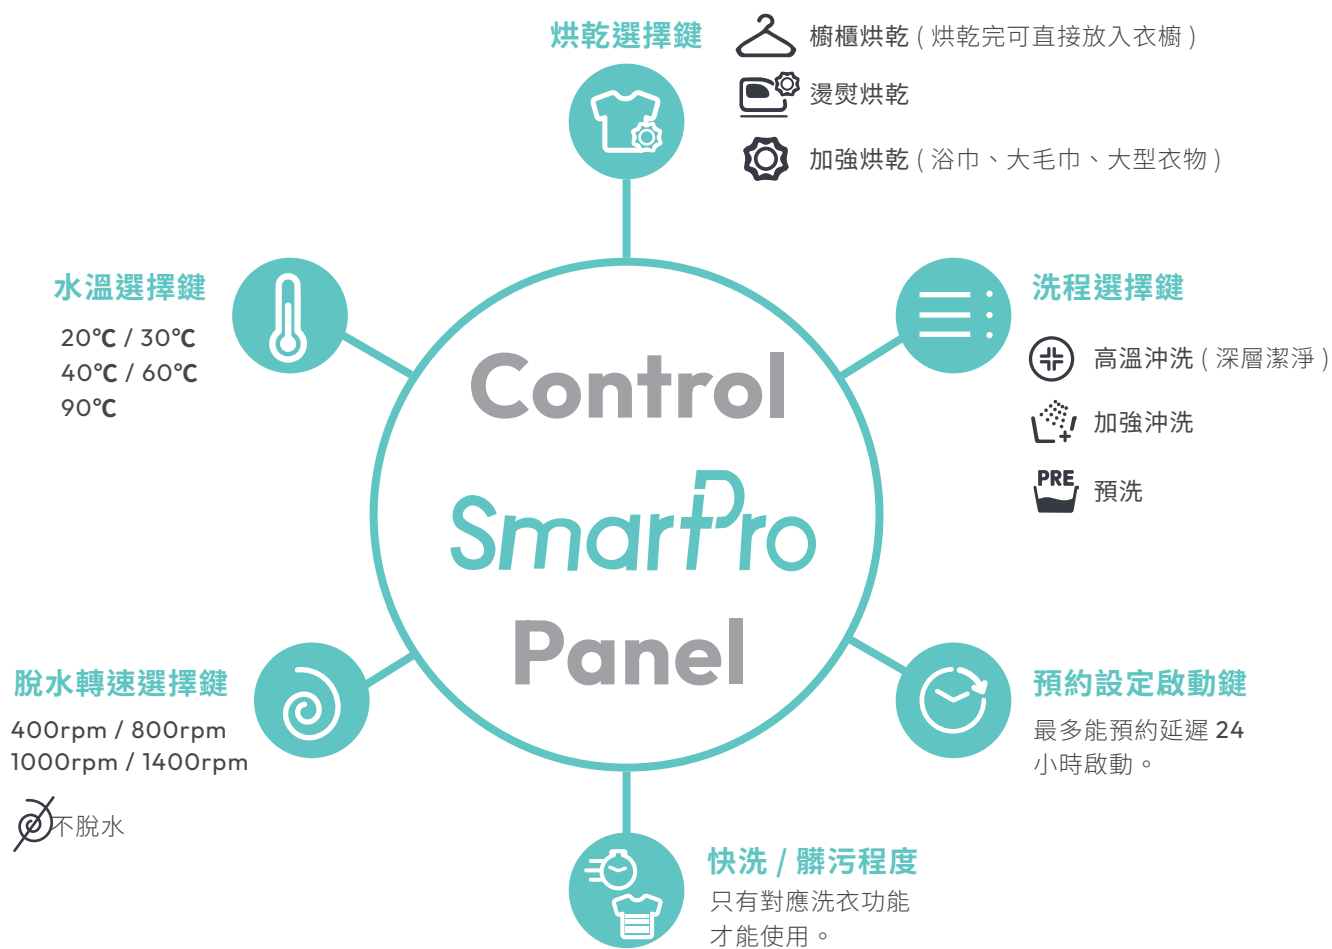 烘乾選擇鍵
櫥櫃烘乾 ( 烘乾完可直接放入衣櫥 )
燙熨烘乾
加強烘乾 ( 浴巾、大毛巾、大型衣物 )
水溫選擇鍵
20℃ / 30℃
40℃ / 60℃
90℃
洗程選擇鍵
高溫沖洗 ( 深層潔淨 )
加強沖洗
PRE
預洗
Control
SmartPro
Panel
脫水轉速選擇鍵
400rpm / 800rpm
1000rpm / 1400rpm
不脫水
預約設定啟動鍵
最多能預約延遲 24
小時啟動。
快洗 / 髒污程度
只有對應洗衣功能
才能使用。